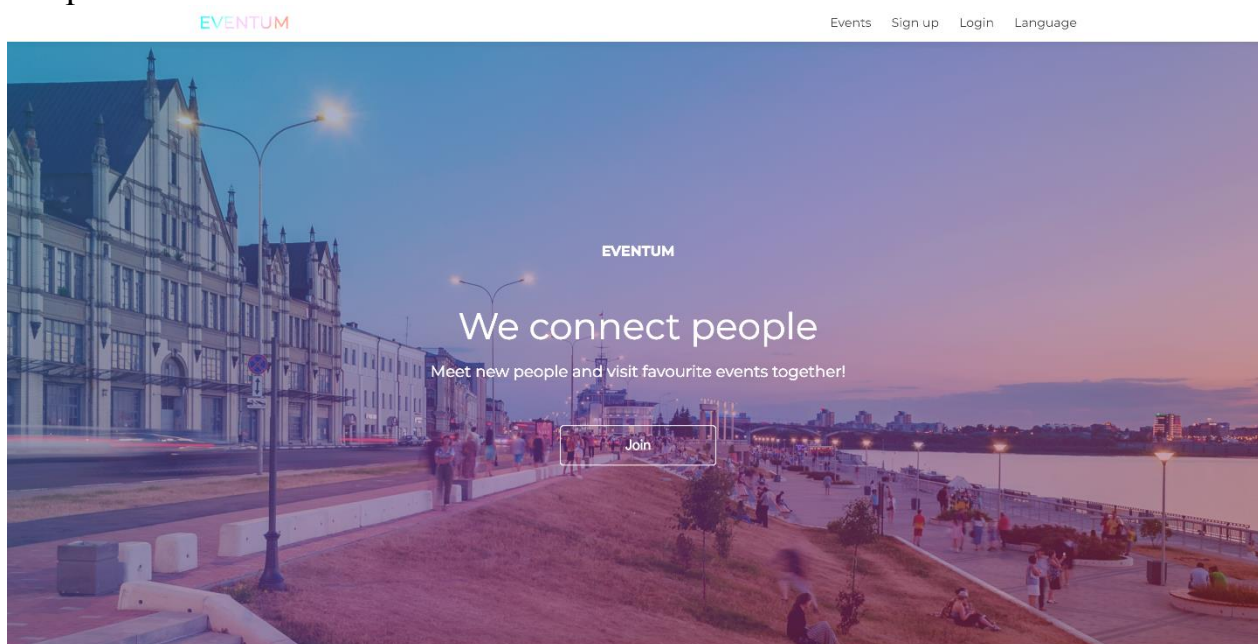 EVENTUM
Events Sign up Login Language
EVENTUM
We connect people
Meet new people and visit favourite events together!
Join